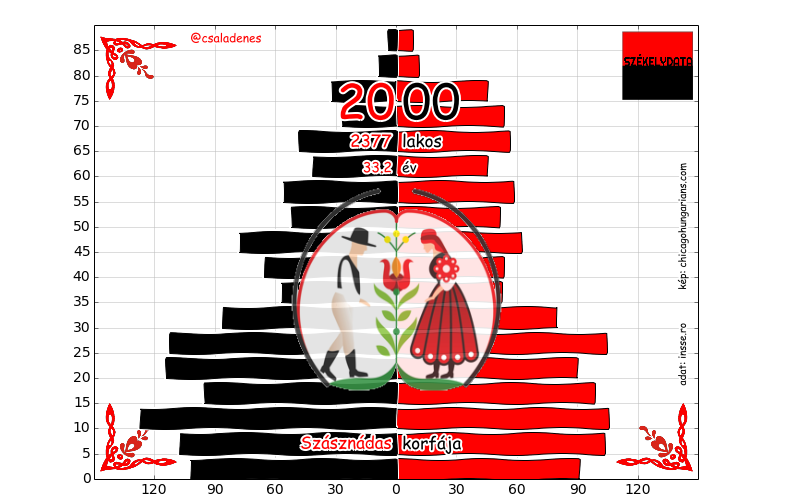 @csaladenes
SZÉKELYDATA
2000
2377 lakos
33.2 év
kép: chicagohungarians.com
adat: insse.ro
Szásznádas korfája
85
80
75
70
65
60
55
50
45
40
35
30
25
20
15
10
5
0
120 90 60 30 0 30 60 90 120